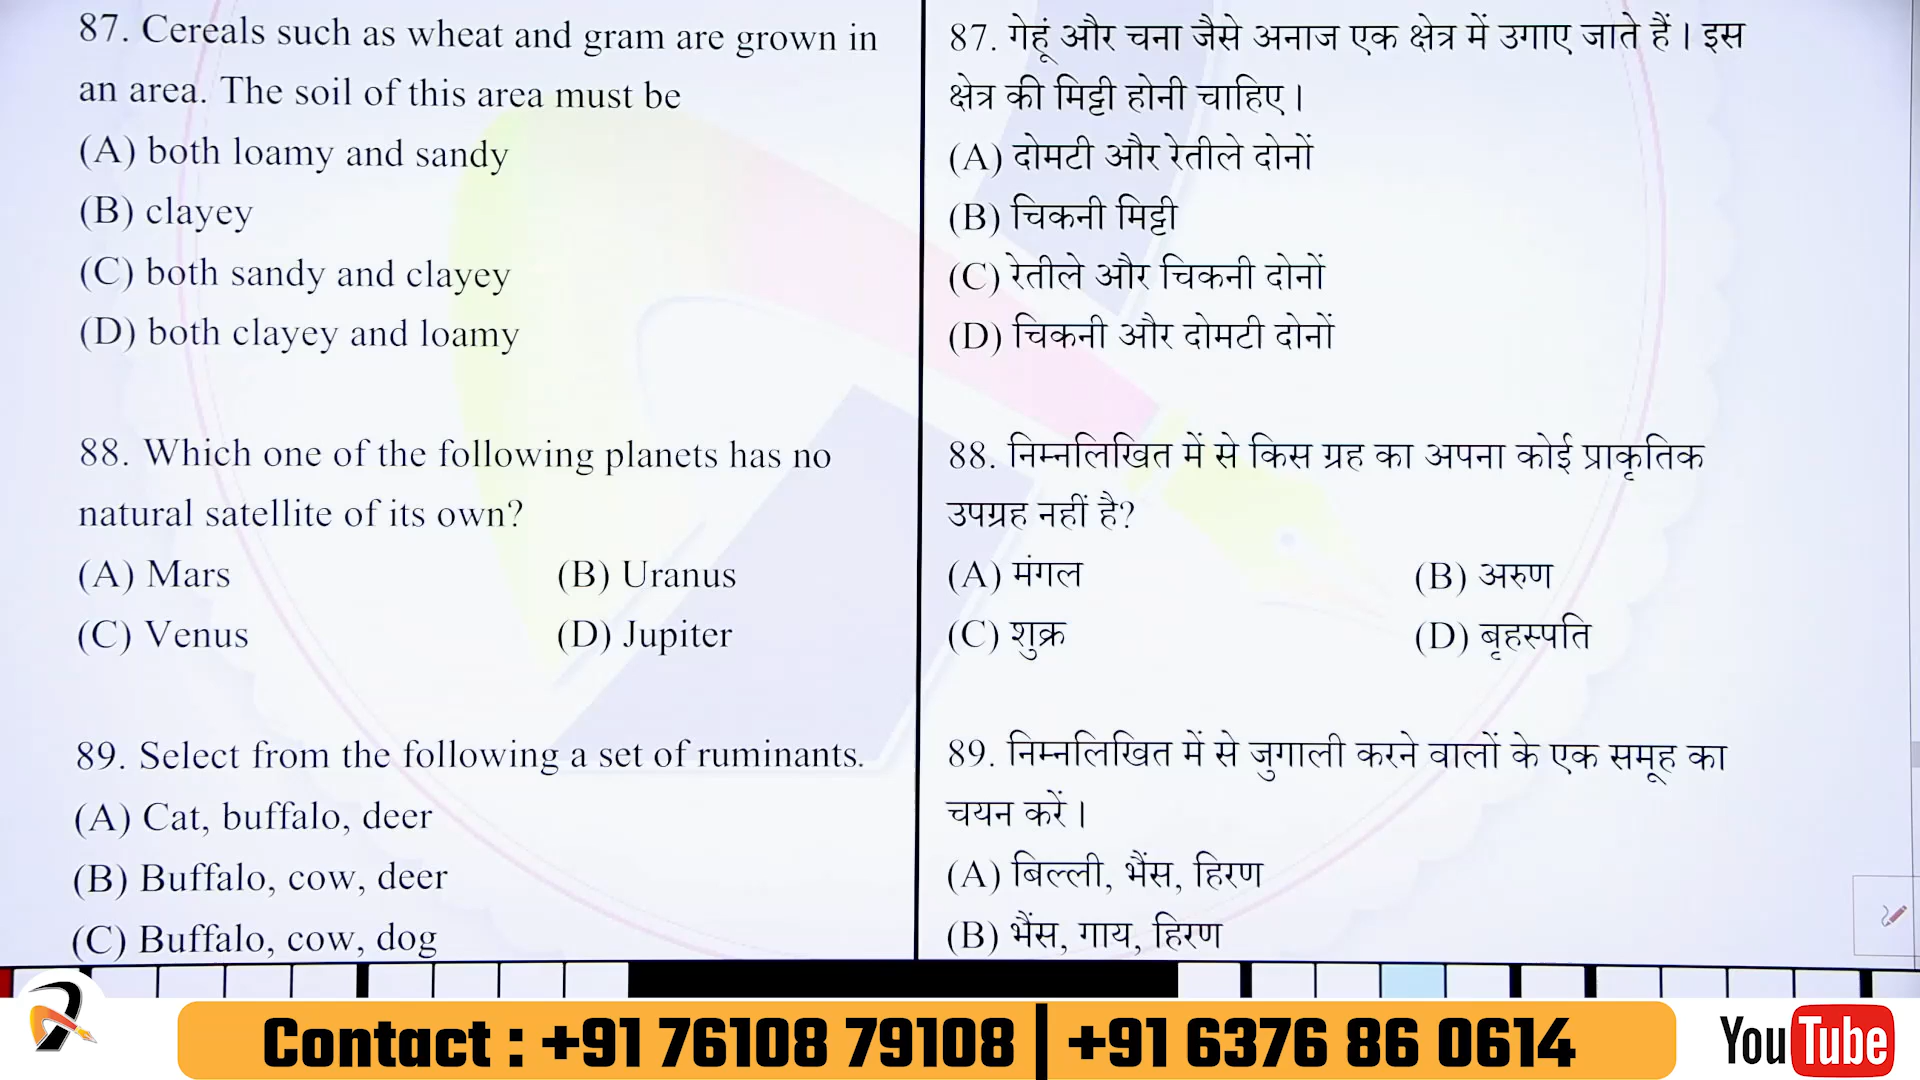 87. Cereals such as wheat and gram are grown in
an area. The soil of this area must be
(A) both loamy and sandy
(B) clayey
(C) both sandy and clayey
(D) both clayey and loamy
88. Which one of the following planets has no
natural satellite of its own?
(A) Mars (B) Uranus
(C) Venus (D) Jupiter
89. Select from the following a set of ruminants.
(A) Cat, buffalo, deer
(B) Buffalo, cow, deer
(C) Buffalo, cow, dog
87. गेहूं और चना जैसे अनाज एक क्षेत्र में उगाए जाते हैं। इस
क्षेत्र की मिट्टी होनी चाहिए।
(A) दोमटी और रेतीले दोनों
(B) चिकनी मिट्टी
(C) रेतीले और चिकनी दोनों
(D) चिकनी और दोमटी दोनों
88. निम्नलिखित में से किस ग्रह का अपना कोई प्राकृतिक
उपग्रह नहीं है?
(A) मंगल (B) अरुण
(C) शुक्र (D) बृहस्पति
89. निम्नलिखित में से जुगाली करने वालों के एक समूह का
चयन करें।
(A) बिल्ली, भैंस, हिरण
(B) भैंस, गाय, हिरण
Contact : +91 76108 79108 | +91 6376 86 0614
YouTube